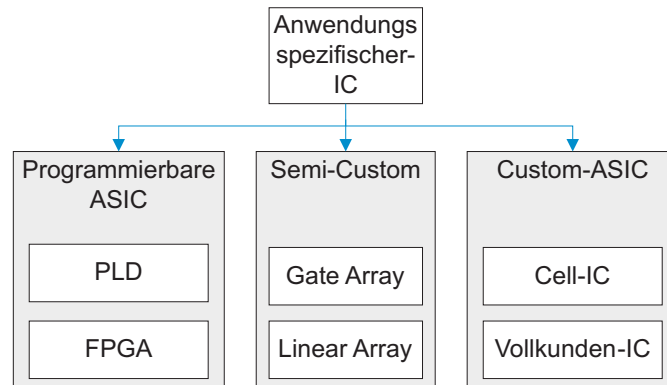 Anwendungs
spezifischer-
IC
Programmierbare
ASIC
Semi-Custom
Custom-ASIC
PLD
Gate Array
Cell-IC
FPGA
Linear Array
Vollkunden-IC